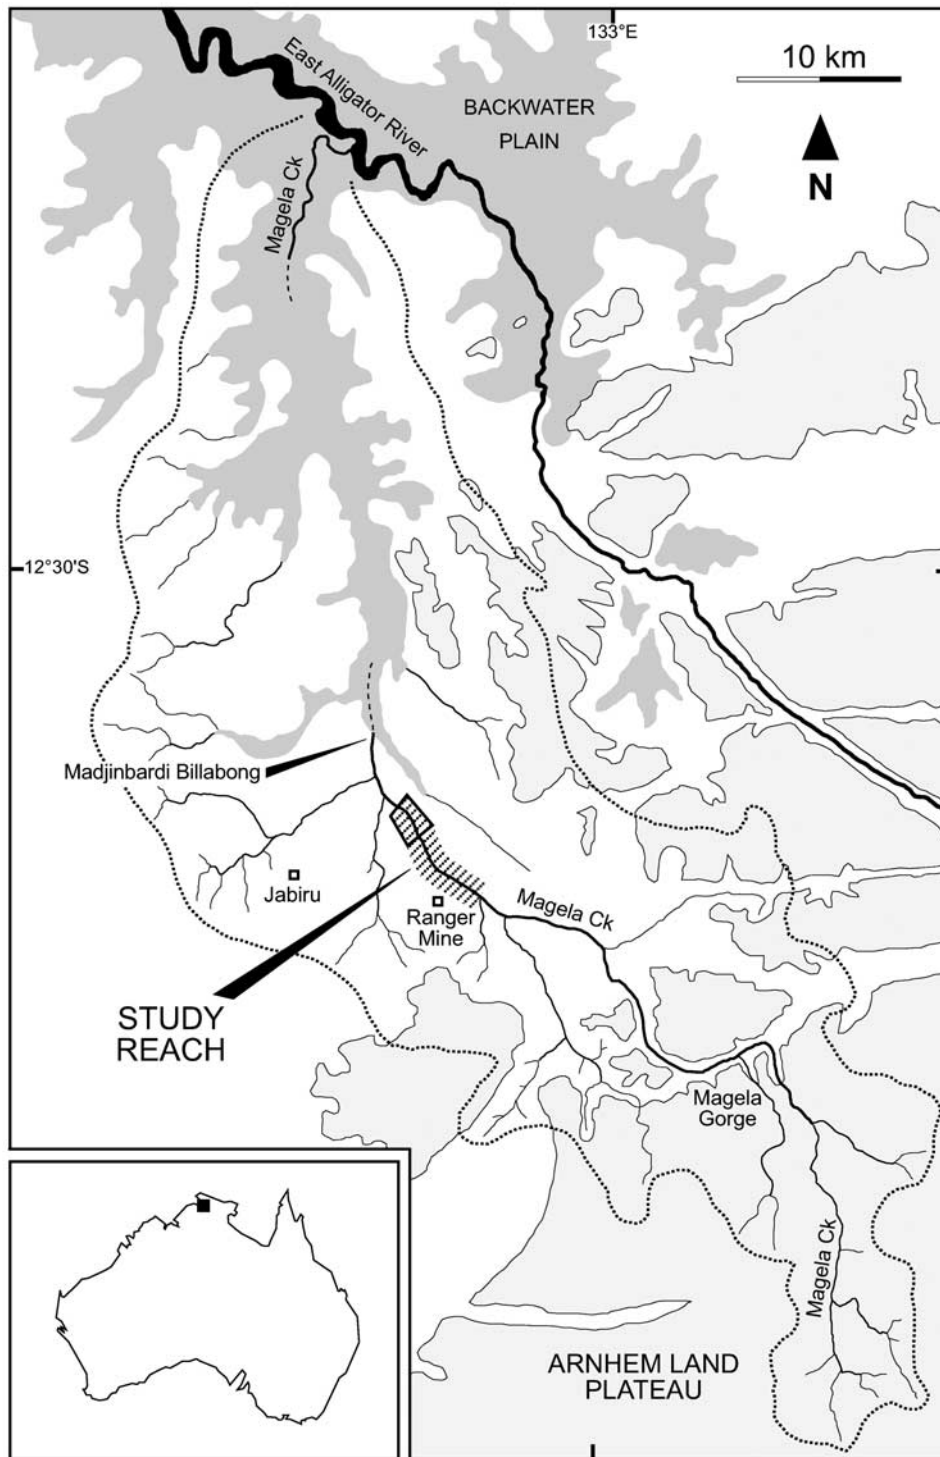 133°E
10 km
East Alligator River
BACKWATER
PLAIN
N
Magela Ck
12°30'S
Madjinbardi Billabong
Jabiru
Ranger
Mine
Magela Ck
STUDY
REACH
Magela
Gorge
Magela Ck
ARNHEM LAND
PLATEAU